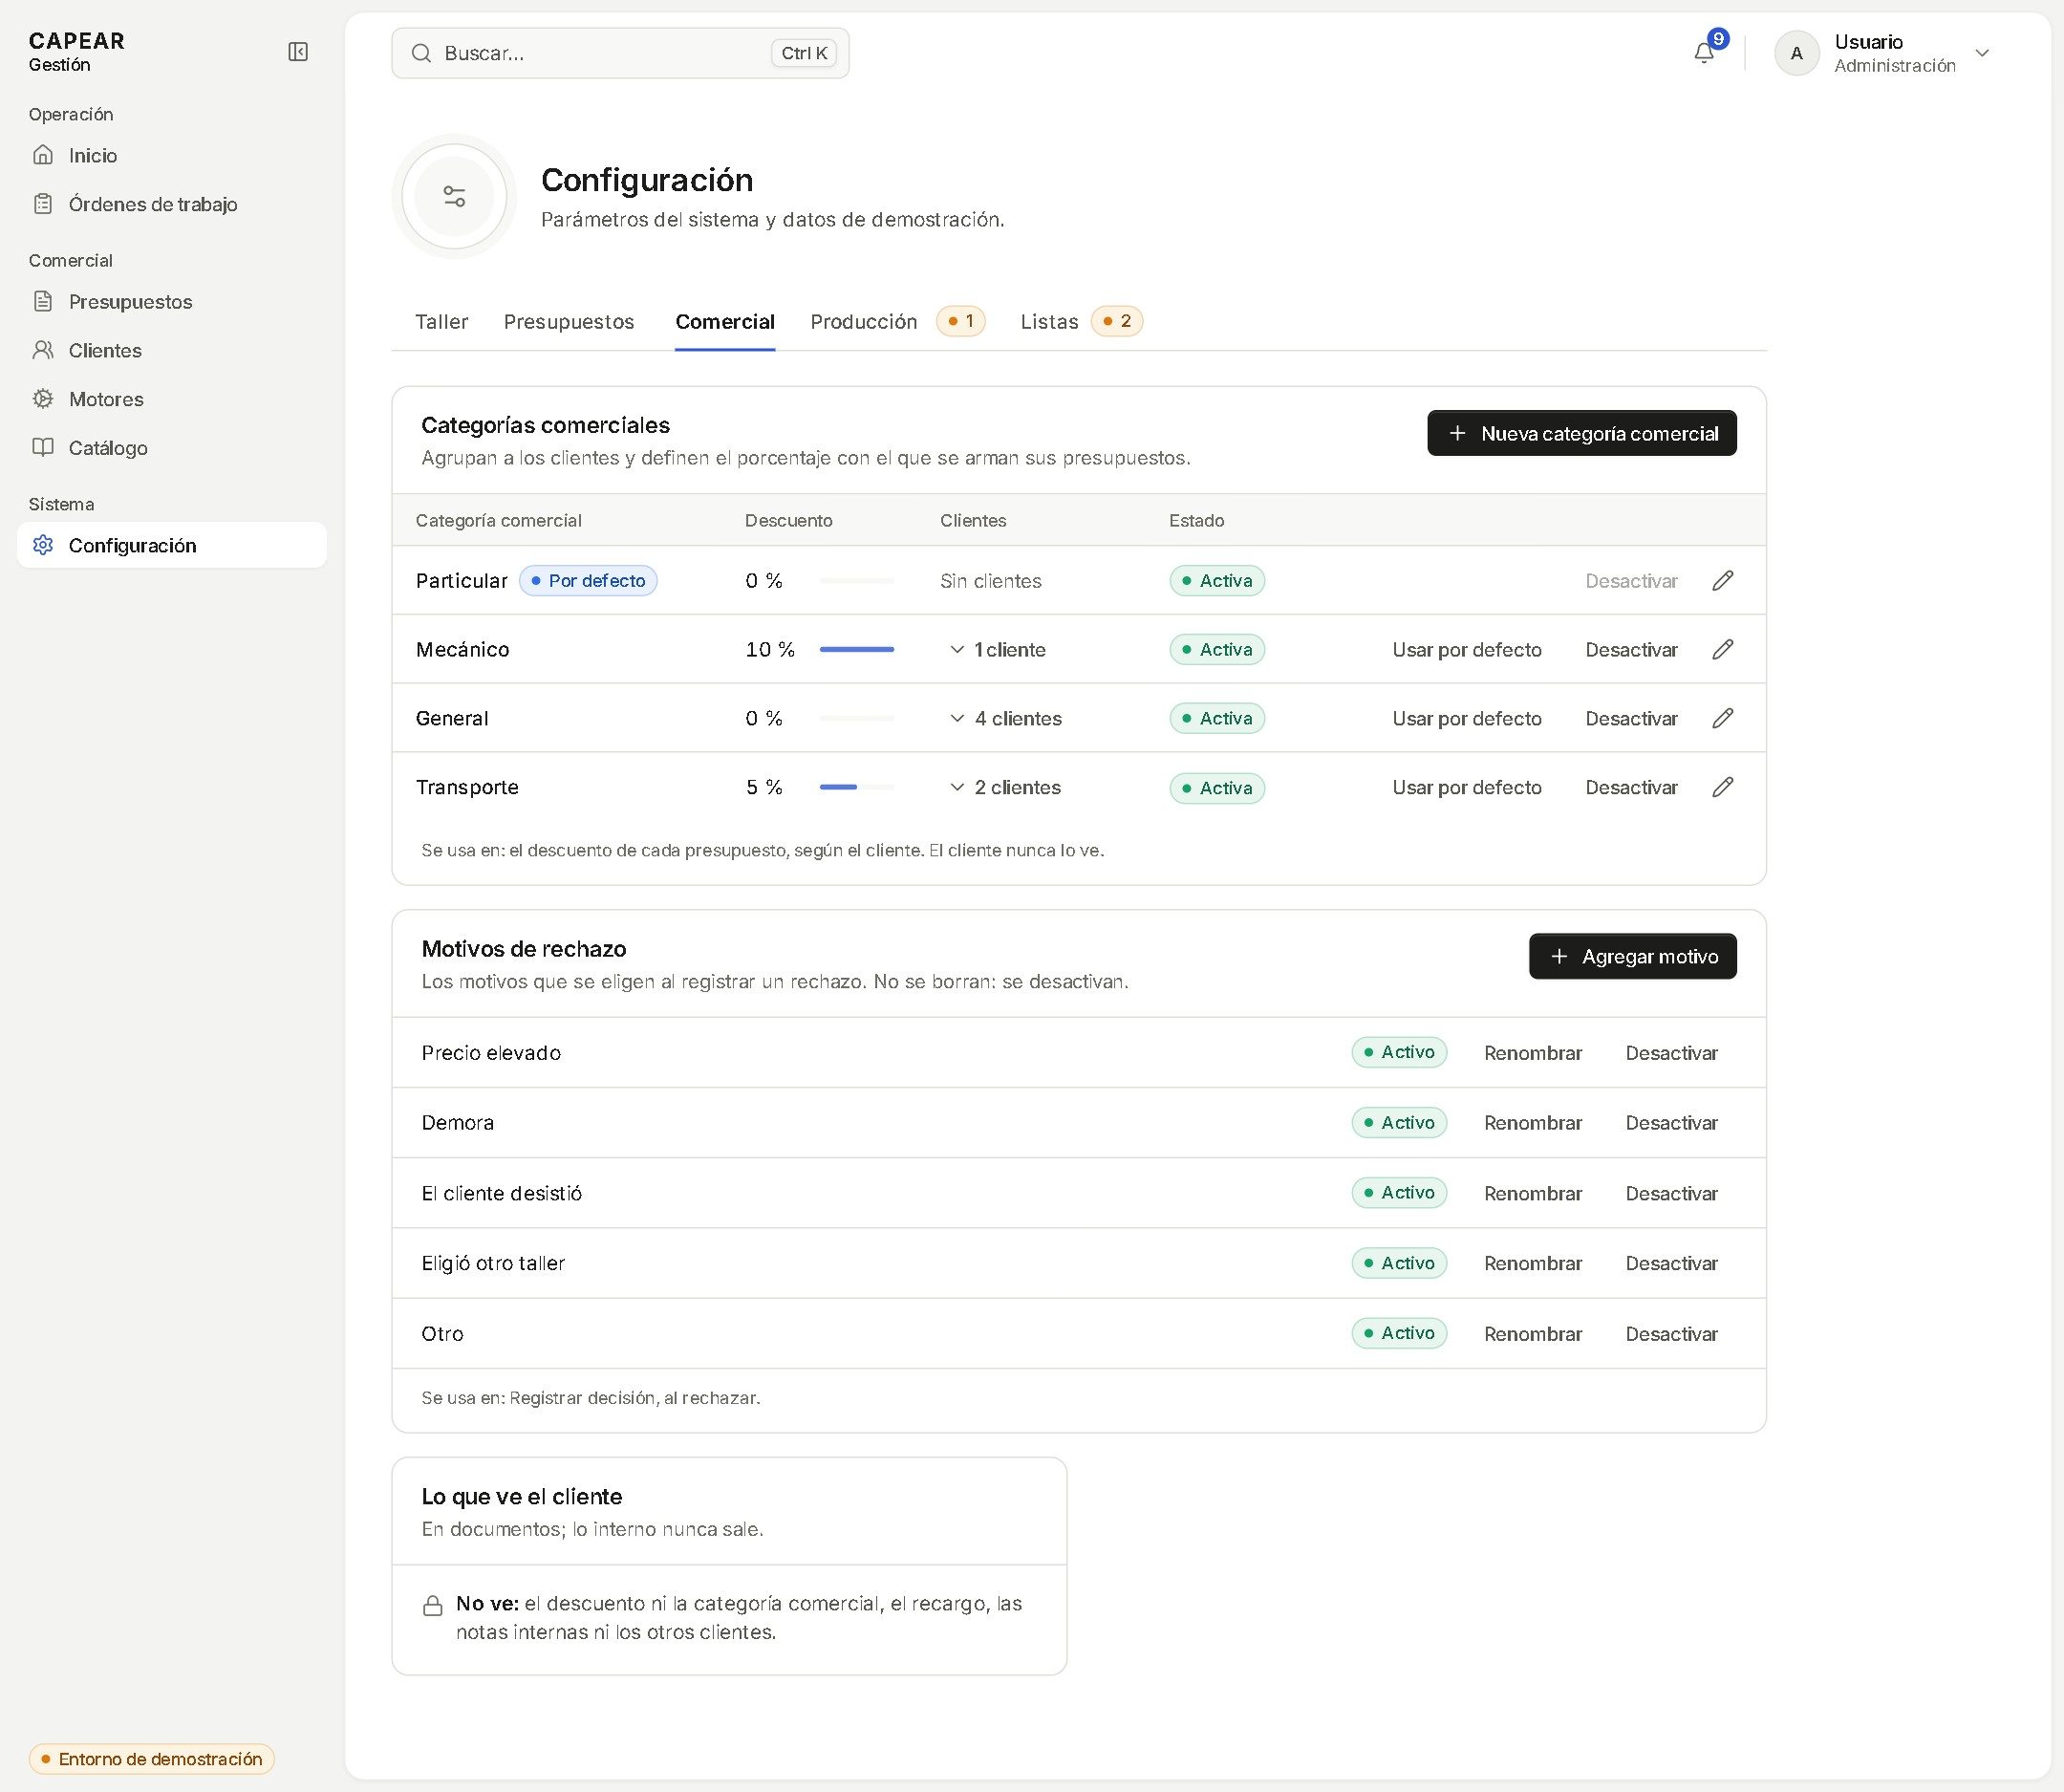 CAPEAR
Gestión
Operación
Inicio
Órdenes de trabajo
Comercial
Presupuestos
Clientes
Motores
Catálogo
Sistema
Configuración
Entorno de demostración
Buscar... Ctrl K
9
A
Usuario
Administración
Configuración
Parámetros del sistema y datos de demostración.
Taller Presupuestos Comercial Producción 1 Listas 2
Categorías comerciales
Agrupan a los clientes y definen el porcentaje con el que se arman sus presupuestos.
+ Nueva categoría comercial
Categoría comercial Descuento Clientes Estado
Particular Por defecto 0 % Sin clientes Activa Desactivar
Mecánico 10 % 1 cliente Activa Usar por defecto Desactivar
General 0 % 4 clientes Activa Usar por defecto Desactivar
Transporte 5 % 2 clientes Activa Usar por defecto Desactivar
Se usa en: el descuento de cada presupuesto, según el cliente. El cliente nunca lo ve.
Motivos de rechazo
Los motivos que se eligen al registrar un rechazo. No se borran: se desactivan.
+ Agregar motivo
Precio elevado Activo Renombrar Desactivar
Demora Activo Renombrar Desactivar
El cliente desistió Activo Renombrar Desactivar
Eligió otro taller Activo Renombrar Desactivar
Otro Activo Renombrar Desactivar
Se usa en: Registrar decisión, al rechazar.
Lo que ve el cliente
En documentos; lo interno nunca sale.
No ve: el descuento ni la categoría comercial, el recargo, las
notas internas ni los otros clientes.